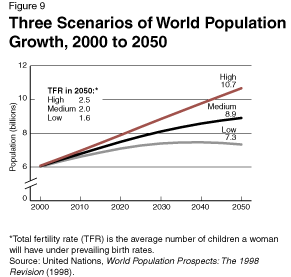 Figure 9
Three Scenarios of World Population
Growth, 2000 to 2050
Population (billions)
12
10
8
6
0
TFR in 2050:*
High 2.5
Medium 2.0
Low 1.6
High
10.7
Medium
8.9
Low
7.3
2000 2010 2020 2030 2040 2050
*Total fertility rate (TFR) is the average number of children a woman
will have under prevailing birth rates.
Source: United Nations, World Population Prospects: The 1998
Revision (1998).